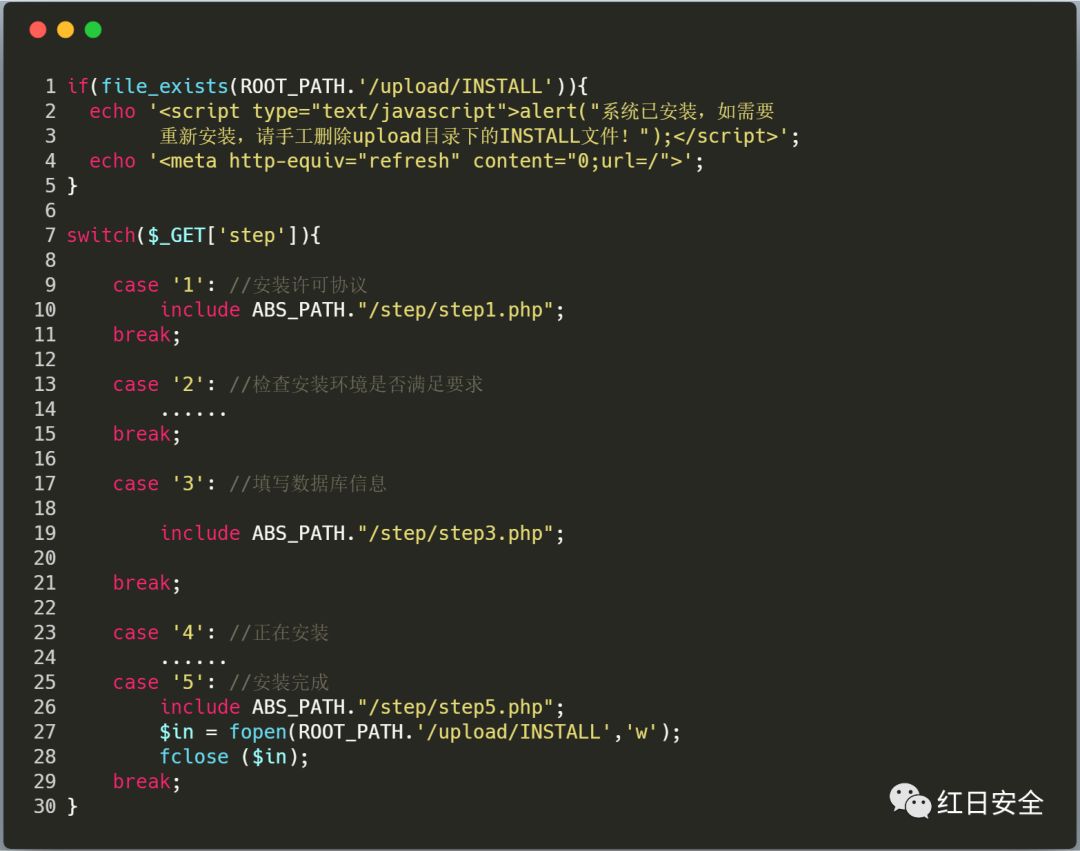 1 if(file_exists(ROOT_PATH.'/upload/INSTALL')){
2   echo '<script type="text/javascript">alert("系统已安装，如需要
3         重新安装，请手工删除upload目录下的INSTALL文件！");</script>';
4   echo '<meta http-equiv="refresh" content="0;url=/">';
5 }
6
7 switch($_GET['step']){
8
9     case '1': //安装许可协议
10         include ABS_PATH."/step/step1.php";
11     break;
12
13     case '2': //检查安装环境是否满足要求
14         ......
15     break;
16
17     case '3': //填写数据库信息
18
19         include ABS_PATH."/step/step3.php";
20
21     break;
22
23     case '4': //正在安装
24         ......
25     case '5': //安装完成
26         include ABS_PATH."/step/step5.php";
27         $in = fopen(ROOT_PATH.'/upload/INSTALL','w');
28         fclose ($in);
29     break;
30 }
红日安全